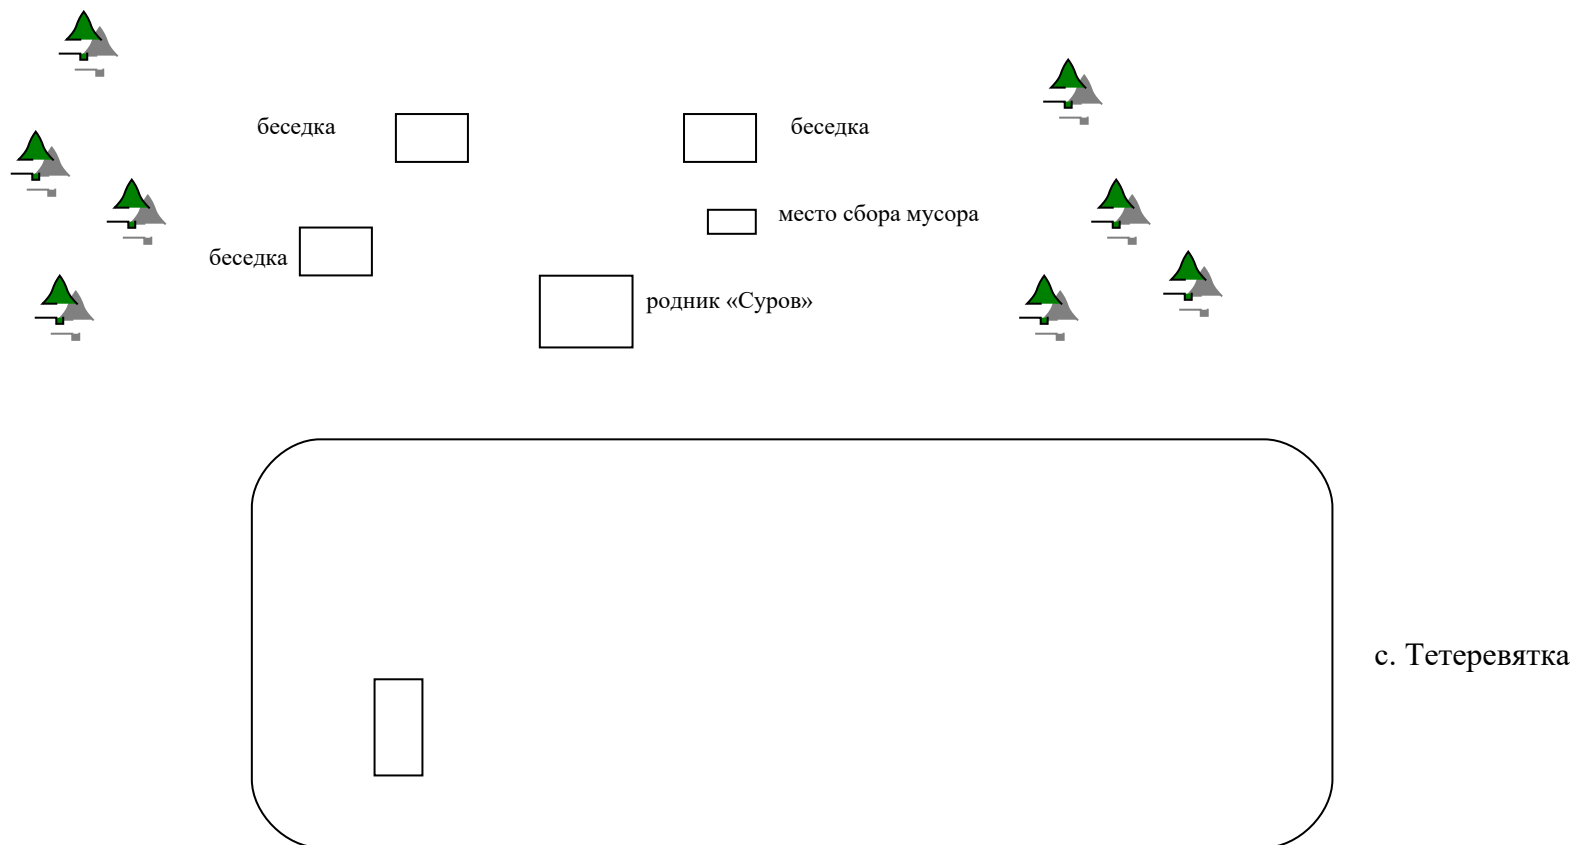 беседка
беседка
место сбора мусора
беседка
родник «Суров»
с. Тетеревятка